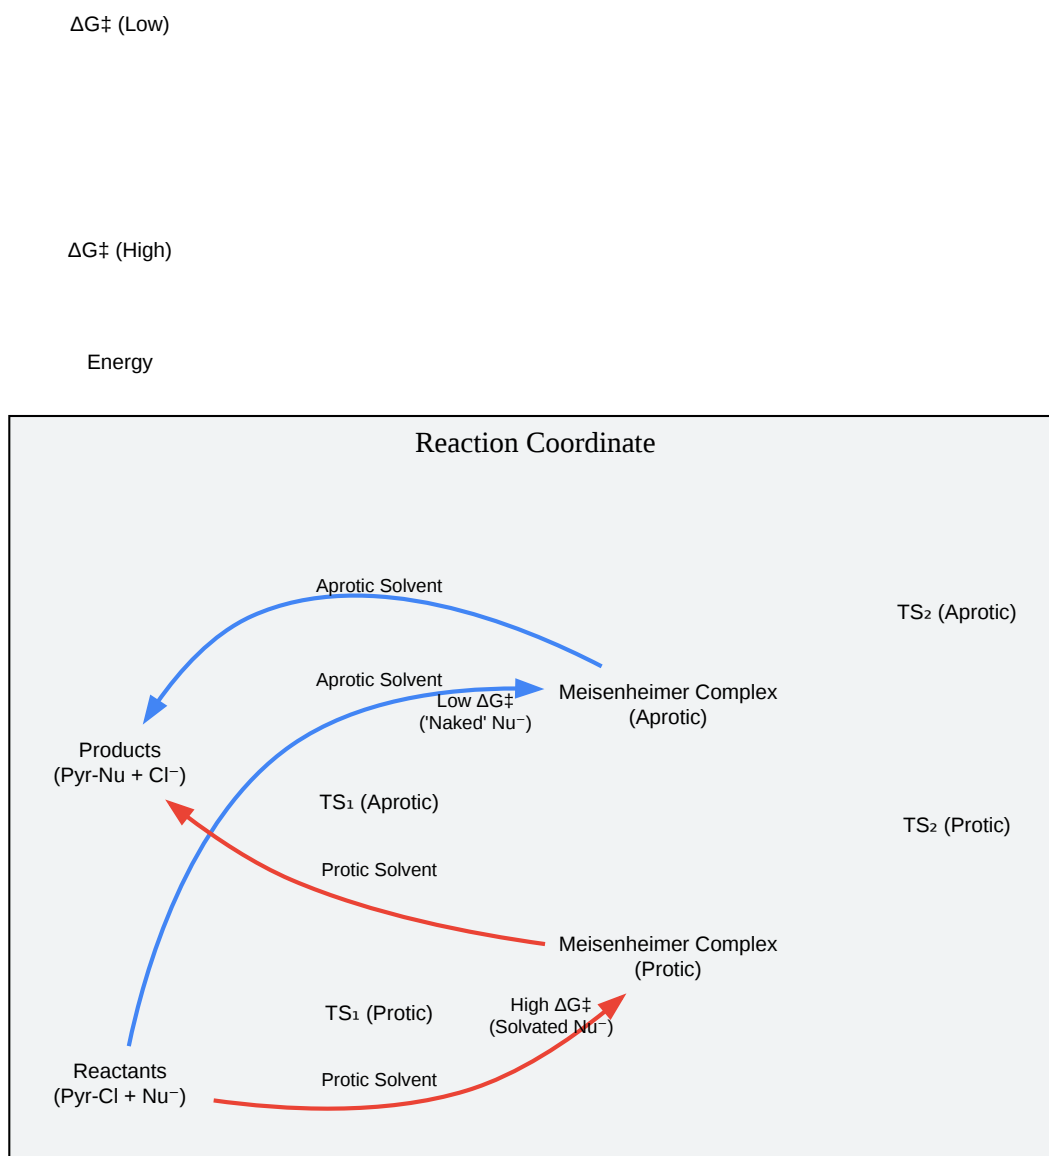 ΔG‡ (Low)
ΔG‡ (High)
Energy
Reaction Coordinate
Aprotic Solvent
TS₂ (Aprotic)
Aprotic Solvent
Low ΔG‡
('Naked' Nu⁻)
Meisenheimer Complex
(Aprotic)
Products
(Pyr-Nu + Cl⁻)
TS₁ (Aprotic)
TS₂ (Protic)
Protic Solvent
Meisenheimer Complex
(Protic)
TS₁ (Protic)
High ΔG‡
(Solvated Nu⁻)
Reactants
(Pyr-Cl + Nu⁻)
Protic Solvent